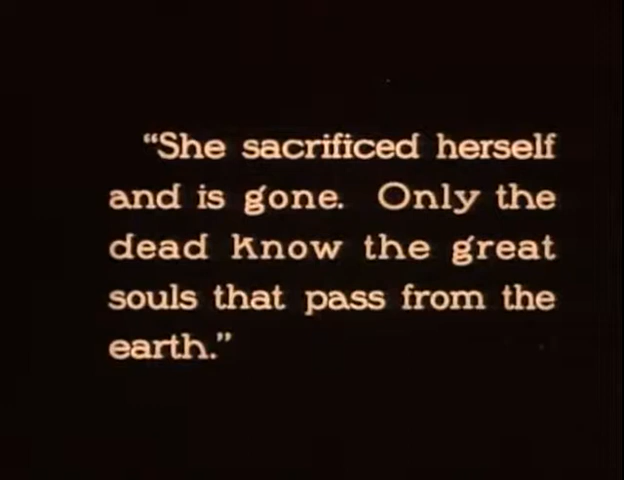 “She sacrificed herself
and is gone. Only the
dead know the great
souls that pass from the
earth.”